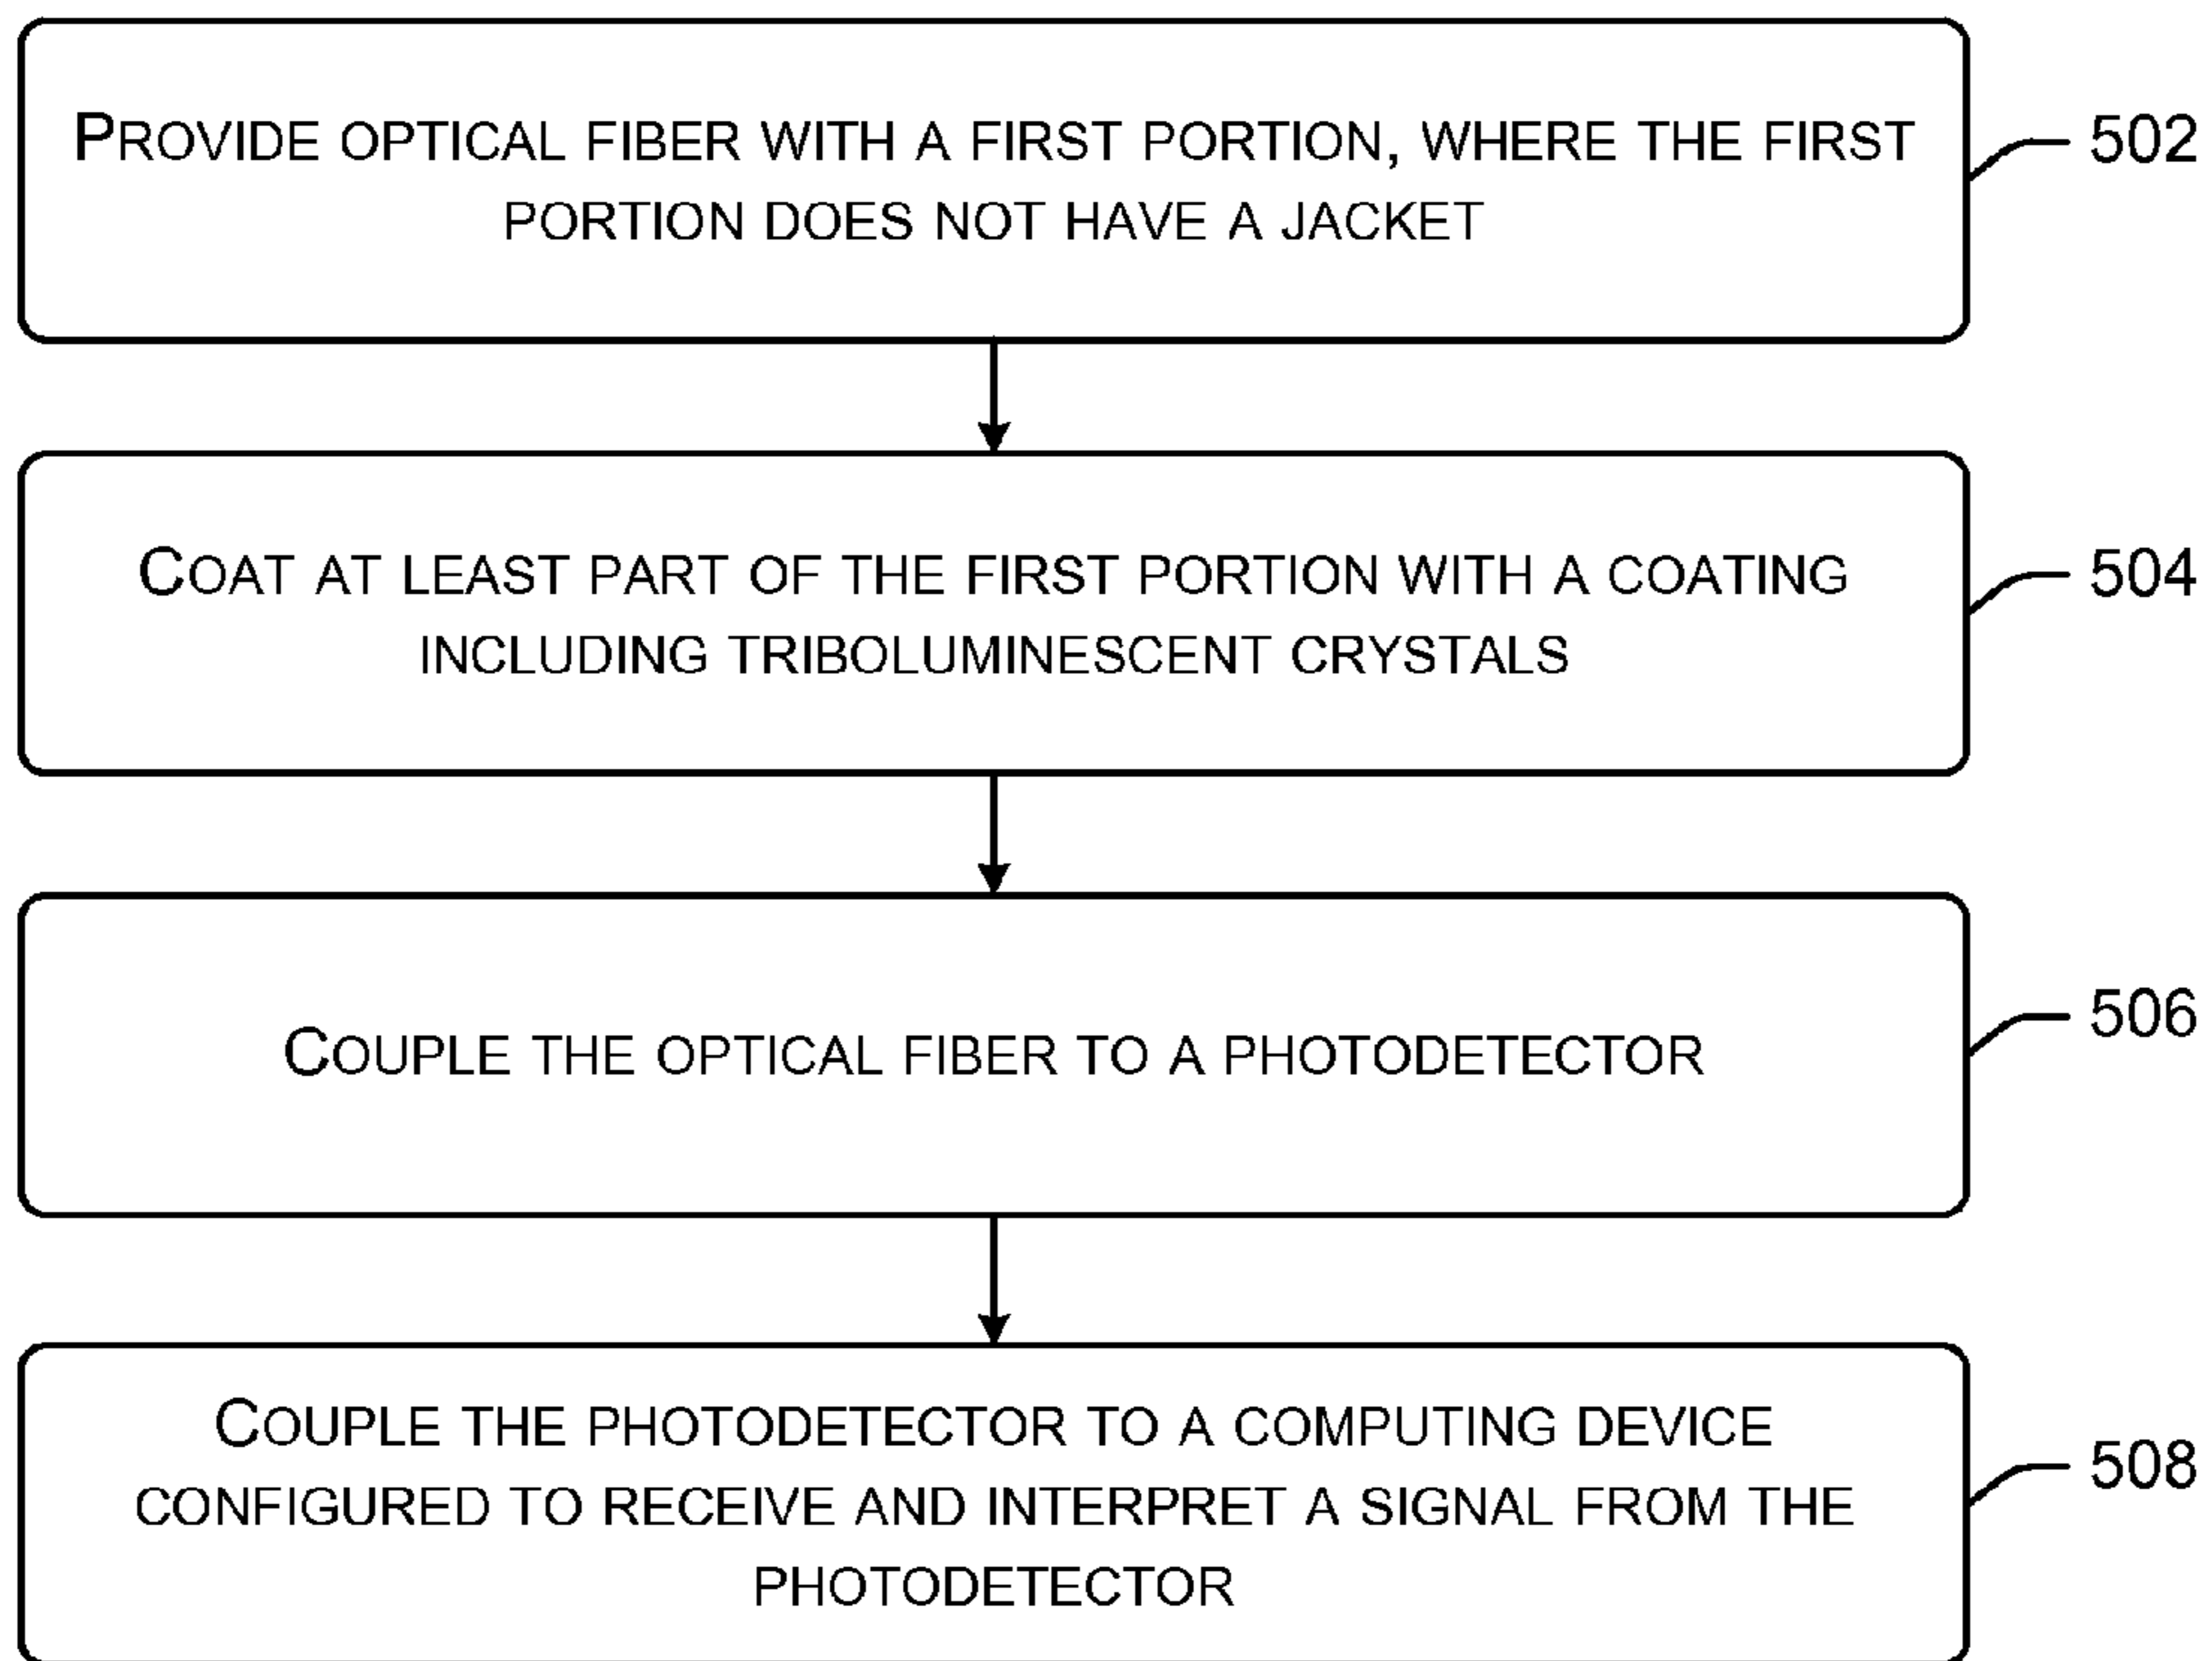 PROVIDE OPTICAL FIBER WITH A FIRST PORTION, WHERE THE FIRST
PORTION DOES NOT HAVE A JACKET
502
COAT AT LEAST PART OF THE FIRST PORTION WITH A COATING
INCLUDING TRIBOLUMINESCENT CRYSTALS
504
COUPLE THE OPTICAL FIBER TO A PHOTODETECTOR
506
COUPLE THE PHOTODETECTOR TO A COMPUTING DEVICE
CONFIGURED TO RECEIVE AND INTERPRET A SIGNAL FROM THE
PHOTODETECTOR
508